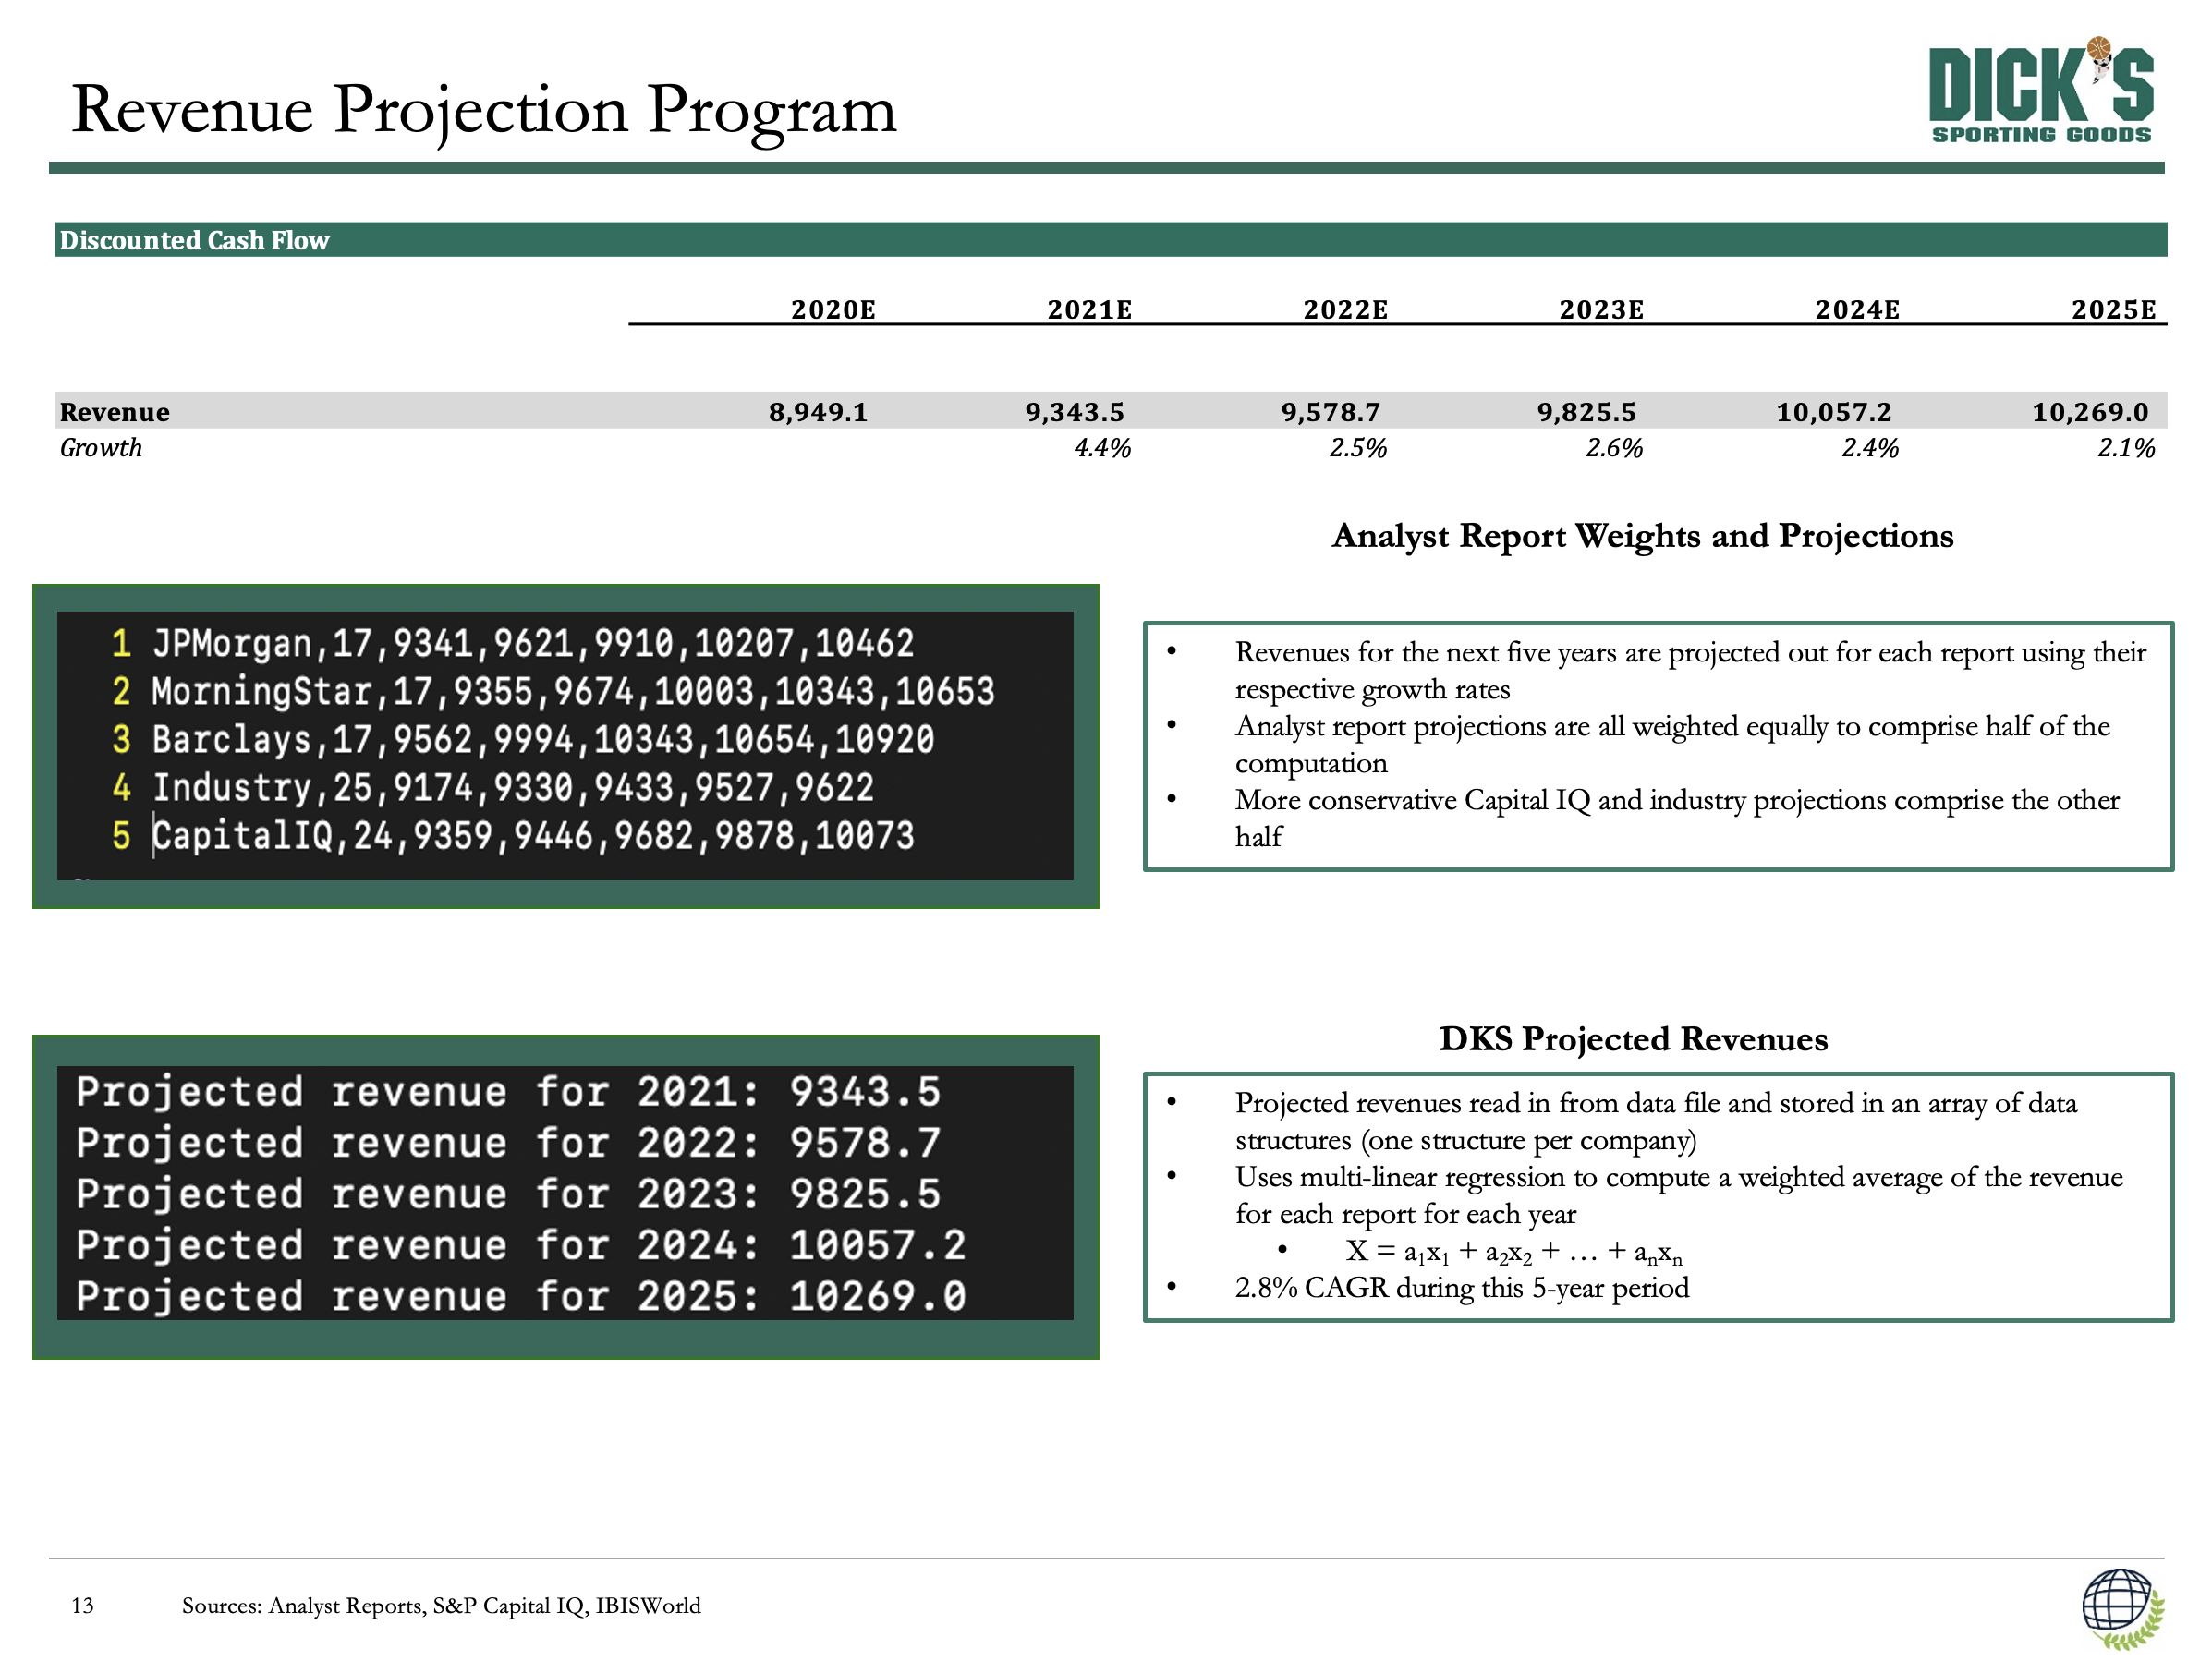 Revenue Projection Program
DICK'S
SPORTING GOODS
Discounted Cash Flow
2020E 2021E 2022E 2023E 2024E 2025E
Revenue 8,949.1 9,343.5 9,578.7 9,825.5 10,057.2 10,269.0
Growth 4.4% 2.5% 2.6% 2.4% 2.1%
Analyst Report Weights and Projections
1 JPMorgan,17,9341,9621,9910,10207,10462
2 MorningStar,17,9355,9674,10003,10343,10653
3 Barclays,17,9562,9994,10343,10654,10920
4 Industry,25,9174,9330,9433,9527,9622
5 CapitalIQ,24,9359,9446,9682,9878,10073
• Revenues for the next five years are projected out for each report using their
respective growth rates
• Analyst report projections are all weighted equally to comprise half of the
computation
• More conservative Capital IQ and industry projections comprise the other
half
DKS Projected Revenues
Projected revenue for 2021: 9343.5
Projected revenue for 2022: 9578.7
Projected revenue for 2023: 9825.5
Projected revenue for 2024: 10057.2
Projected revenue for 2025: 10269.0
• Projected revenues read in from data file and stored in an array of data
structures (one structure per company)
• Uses multi-linear regression to compute a weighted average of the revenue
for each report for each year
• X = a₁x₁ + a₂x₂ + … + aₙxₙ
• 2.8% CAGR during this 5-year period
13 Sources: Analyst Reports, S&P Capital IQ, IBISWorld